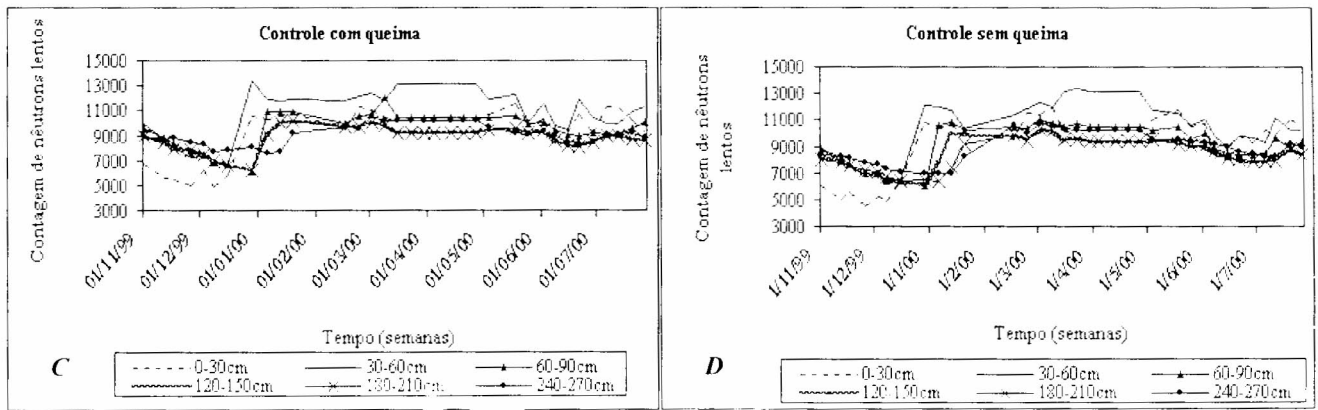 Controle com queima
Contagem de nêutrons lentos
15000
13000
11000
9000
7000
5000
3000
01/11/99
01/12/99
01/01/00
01/02/00
01/03/00
01/04/00
01/05/00
01/06/00
01/07/00
Tempo (semanas)
C
0-30cm
30-60cm
60-90cm
120-150cm
180-210cm
240-270cm
Controle sem queima
Contagem de nêutrons
lentos
15000
13000
11000
9000
7000
5000
3000
1/11/99
1/12/99
1/1/00
1/2/00
1/3/00
1/4/00
1/5/00
1/6/00
1/7/00
Tempo (semanas)
D
0-30cm
30-60cm
60-90cm
120-150cm
180-210cm
240-270cm